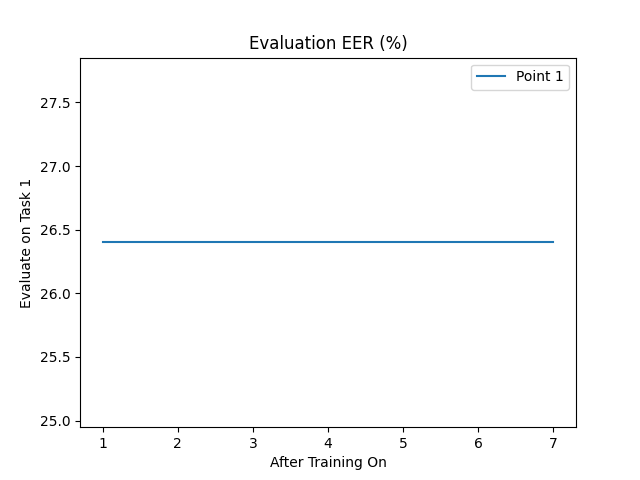 Evaluation EER (%)
Point 1
27.5
27.0
26.5
26.0
25.5
25.0
Evaluate on Task 1
1 2 3 4 5 6 7
After Training On